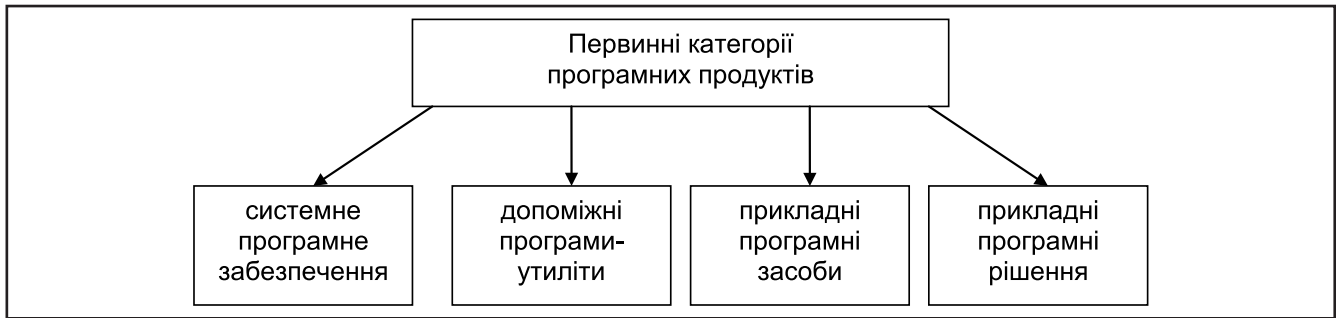 Первинні категорії
програмних продуктів
системне
програмне
забезпечення
допоміжні
програми-
утиліти
прикладні
програмні
засоби
прикладні
програмні
рішення